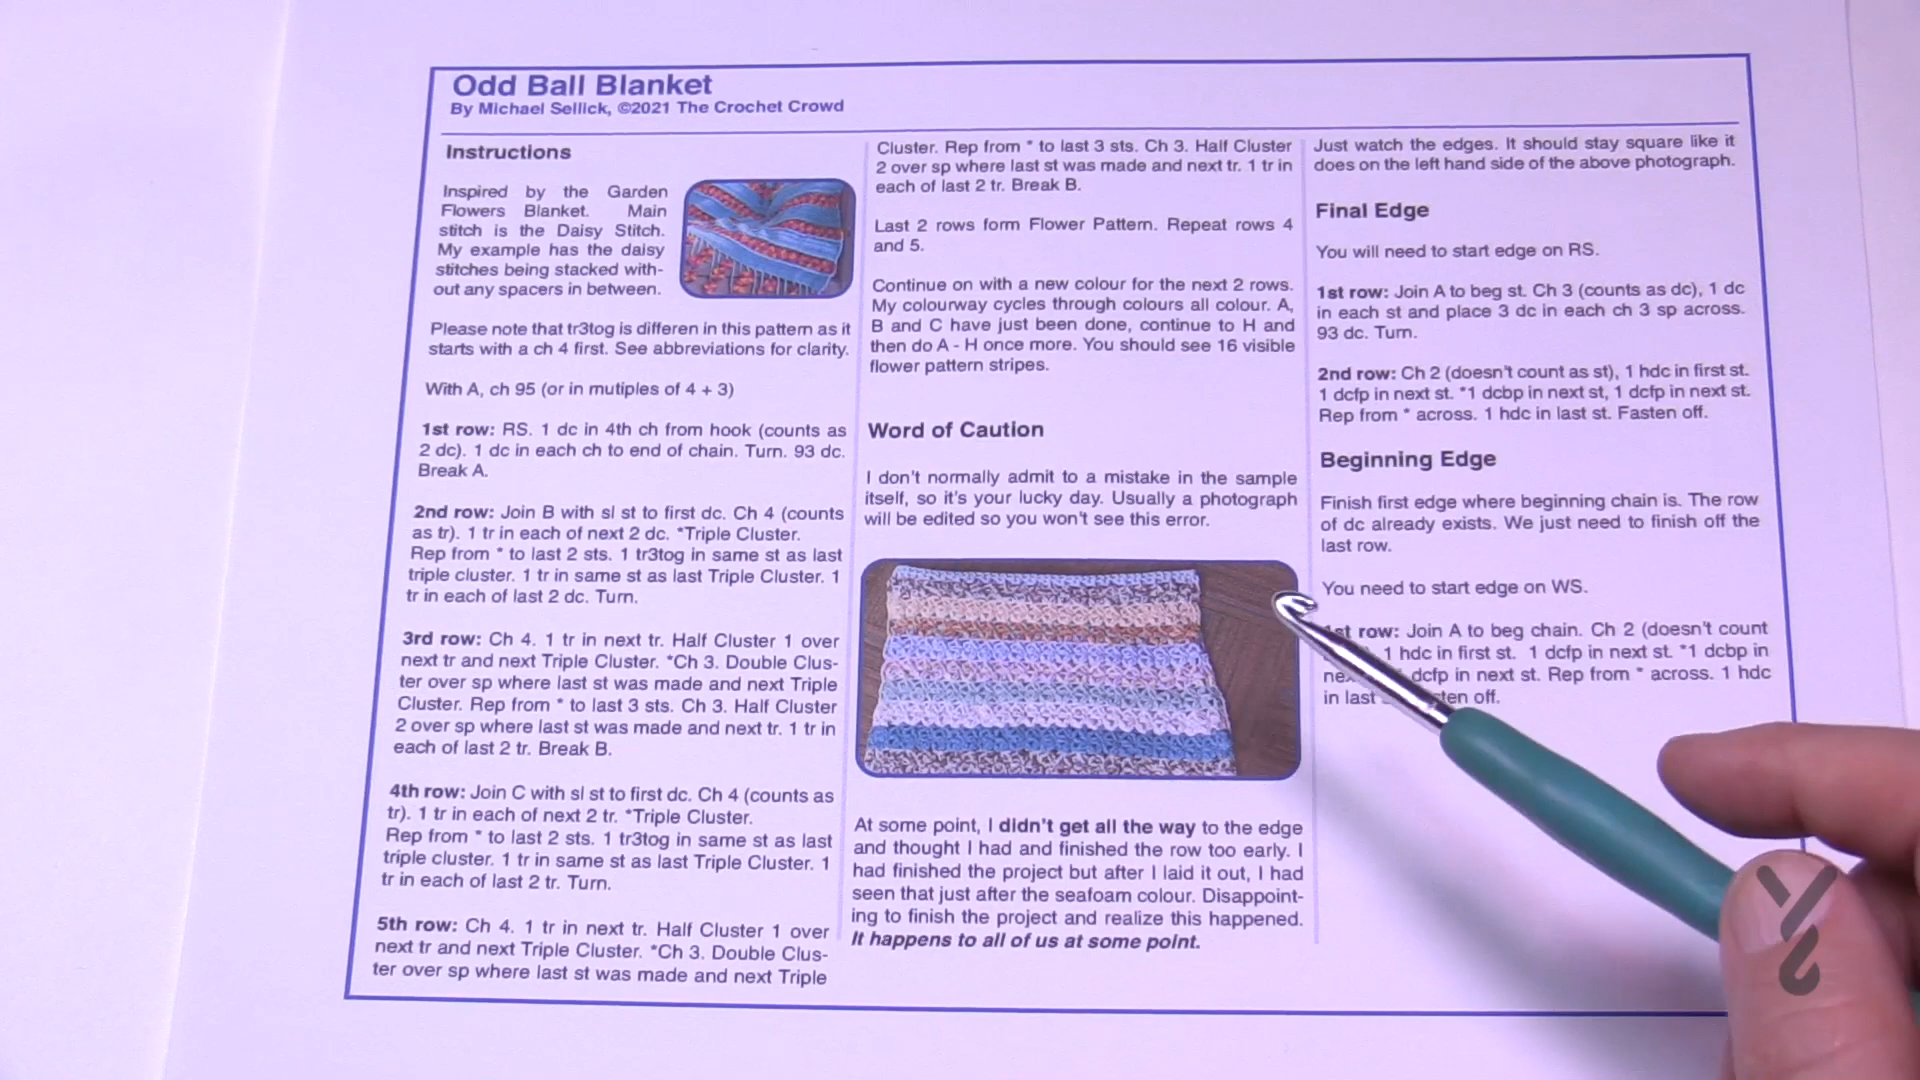 Odd Ball Blanket
By Michael Sellick, ©2021 The Crochet Crowd
Instructions
Inspired by the Garden
Flowers Blanket. Main
stitch is the Daisy Stitch.
My example has the daisy
stitches being stacked with-
out any spacers in between.
Please note that tr3tog is differen in this pattern as it
starts with a ch 4 first. See abbreviations for clarity.
With A, ch 95 (or in mutiples of 4 + 3)
1st row: RS. 1 dc in 4th ch from hook (counts as
2 dc). 1 dc in each ch to end of chain. Turn. 93 dc.
Break A.
2nd row: Join B with sl st to first dc. Ch 4 (counts
as tr). 1 tr in each of next 2 dc. *Triple Cluster.
Rep from * to last 2 sts. 1 tr3tog in same st as last
triple cluster. 1 tr in same st as last Triple Cluster. 1
tr in each of last 2 dc. Turn.
3rd row: Ch 4. 1 tr in next tr. Half Cluster 1 over
next tr and next Triple Cluster. *Ch 3. Double Clus-
ter over sp where last st was made and next Triple
Cluster. Rep from * to last 3 sts. Ch 3. Half Cluster
2 over sp where last st was made and next tr. 1 tr in
each of last 2 tr. Break B.
4th row: Join C with sl st to first dc. Ch 4 (counts as
tr). 1 tr in each of next 2 tr. *Triple Cluster.
Rep from * to last 2 sts. 1 tr3tog in same st as last
triple cluster. 1 tr in same st as last Triple Cluster. 1
tr in each of last 2 tr. Turn.
5th row: Ch 4. 1 tr in next tr. Half Cluster 1 over
next tr and next Triple Cluster. *Ch 3. Double Clus-
ter over sp where last st was made and next Triple
Cluster. Rep from * to last 3 sts. Ch 3. Half Cluster
2 over sp where last st was made and next tr. 1 tr in
each of last 2 tr. Break B.
Last 2 rows form Flower Pattern. Repeat rows 4
and 5.
Continue on with a new colour for the next 2 rows.
My colourway cycles through colours all colour. A,
B and C have just been done, continue to H and
then do A - H once more. You should see 16 visible
flower pattern stripes.
Word of Caution
I don't normally admit to a mistake in the sample
itself, so it's your lucky day. Usually a photograph
will be edited so you won't see this error.
At some point, I didn't get all the way to the edge
and thought I had and finished the row too early. I
had finished the project but after I laid it out, I had
seen that just after the seafoam colour. Disappoint-
ing to finish the project and realize this happened.
It happens to all of us at some point.
Just watch the edges. It should stay square like it
does on the left hand side of the above photograph.
Final Edge
You will need to start edge on RS.
1st row: Join A to beg st. Ch 3 (counts as dc), 1 dc
in each st and place 3 dc in each ch 3 sp across.
93 dc. Turn.
2nd row: Ch 2 (doesn't count as st), 1 hdc in first st.
1 dcfp in next st. *1 dcbp in next st, 1 dcfp in next st.
Rep from * across. 1 hdc in last st. Fasten off.
Beginning Edge
Finish first edge where beginning chain is. The row
of dc already exists. We just need to finish off the
last row.
You need to start edge on WS.
row: Join A to beg chain. Ch 2 (doesn't count
1 hdc in first st. 1 dcfp in next st. *1 dcbp in
dcfp in next st. Rep from * across. 1 hdc
in last off.